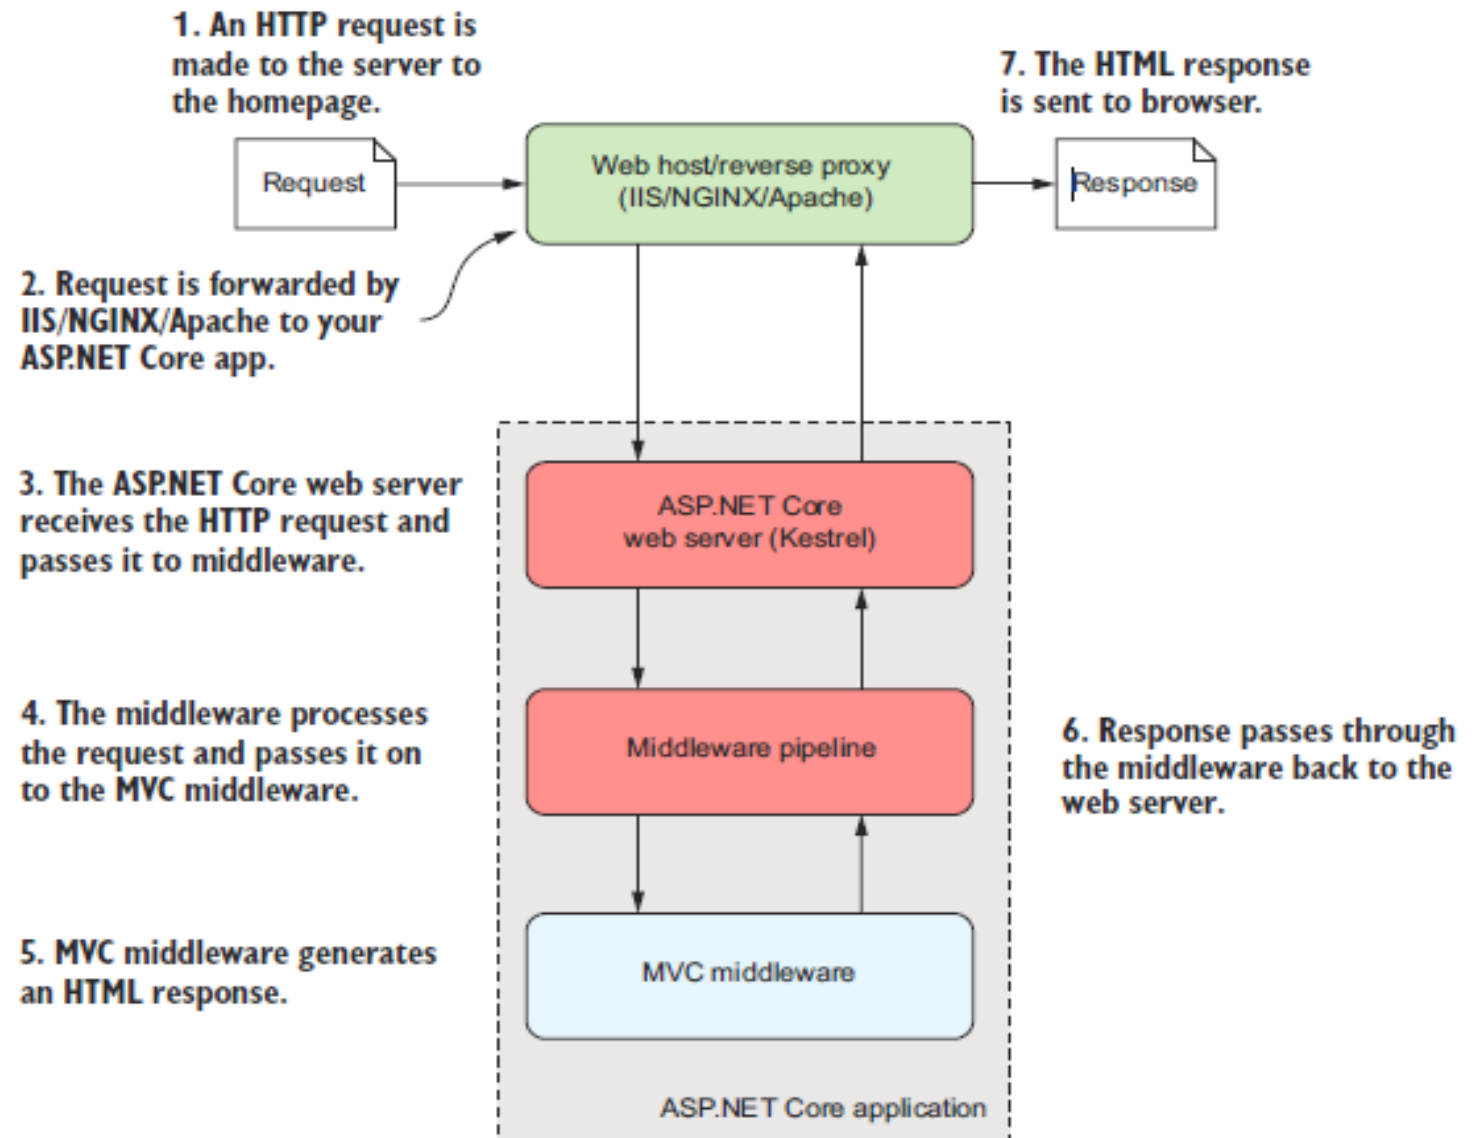 1. An HTTP request is
made to the server to
the homepage.
7. The HTML response
is sent to browser.
Request
Web host/reverse proxy
(IIS/NGINX/Apache)
Response
2. Request is forwarded by
IIS/NGINX/Apache to your
ASP.NET Core app.
3. The ASP.NET Core web server
receives the HTTP request and
passes it to middleware.
ASP.NET Core
web server (Kestrel)
4. The middleware processes
the request and passes it on
to the MVC middleware.
Middleware pipeline
6. Response passes through
the middleware back to the
web server.
5. MVC middleware generates
an HTML response.
MVC middleware
ASP.NET Core application